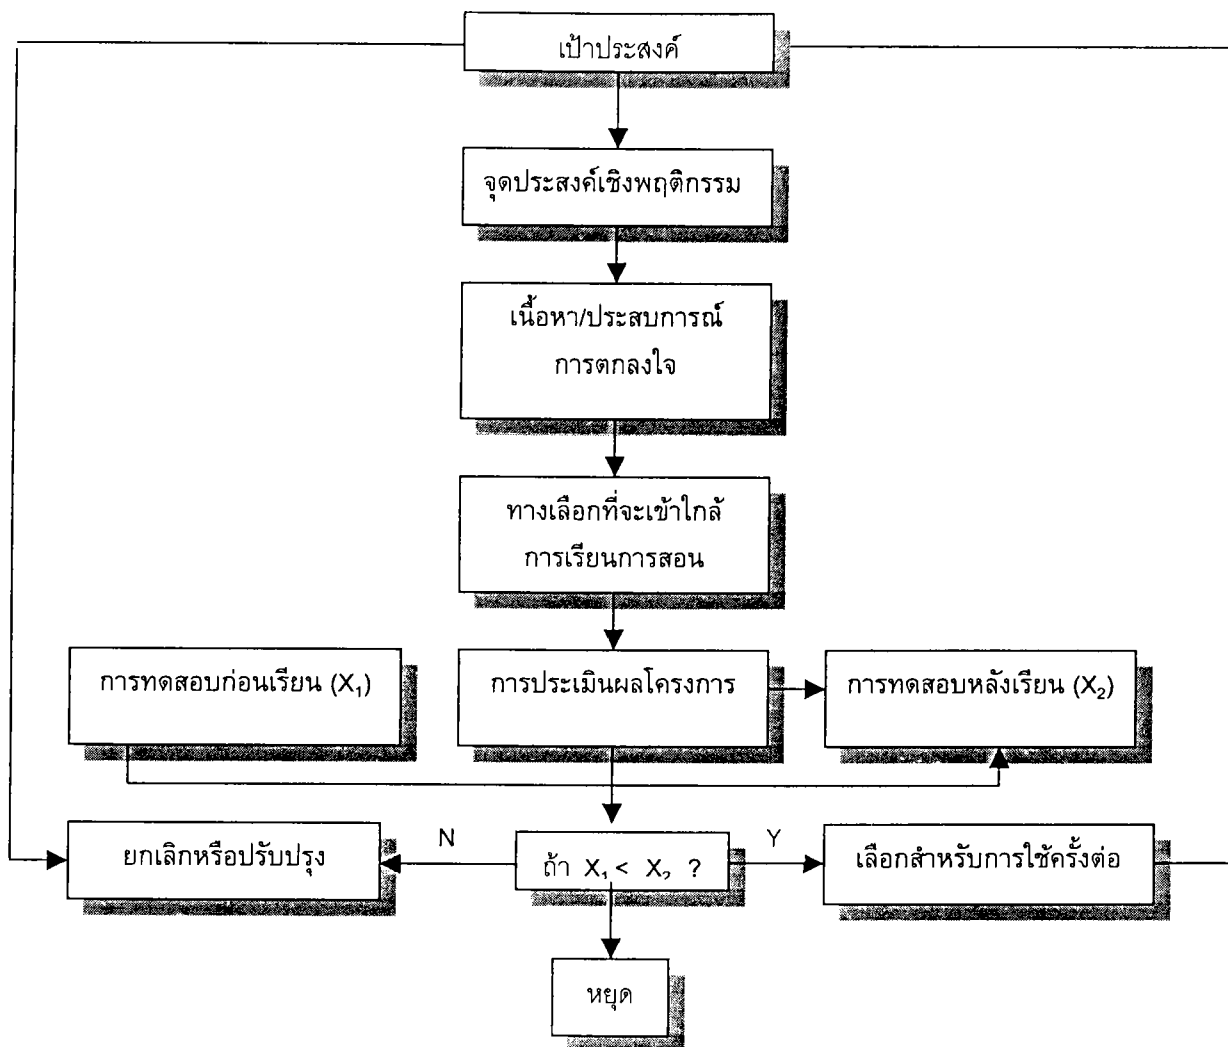 เป้าประสงค์
จุดประสงค์เชิงพฤติกรรม
เนื้อหา/ประสบการณ์
การตกลงใจ
ทางเลือกที่จะเข้าใกล้
การเรียนการสอน
การทดสอบก่อนเรียน (X₁)
การประเมินผลโครงการ
การทดสอบหลังเรียน (X₂)
ยกเลิกหรือปรับปรุง
N
ถ้า X₁ < X₂ ?
Y
เลือกสำหรับการใช้ครั้งต่อ
หยุด